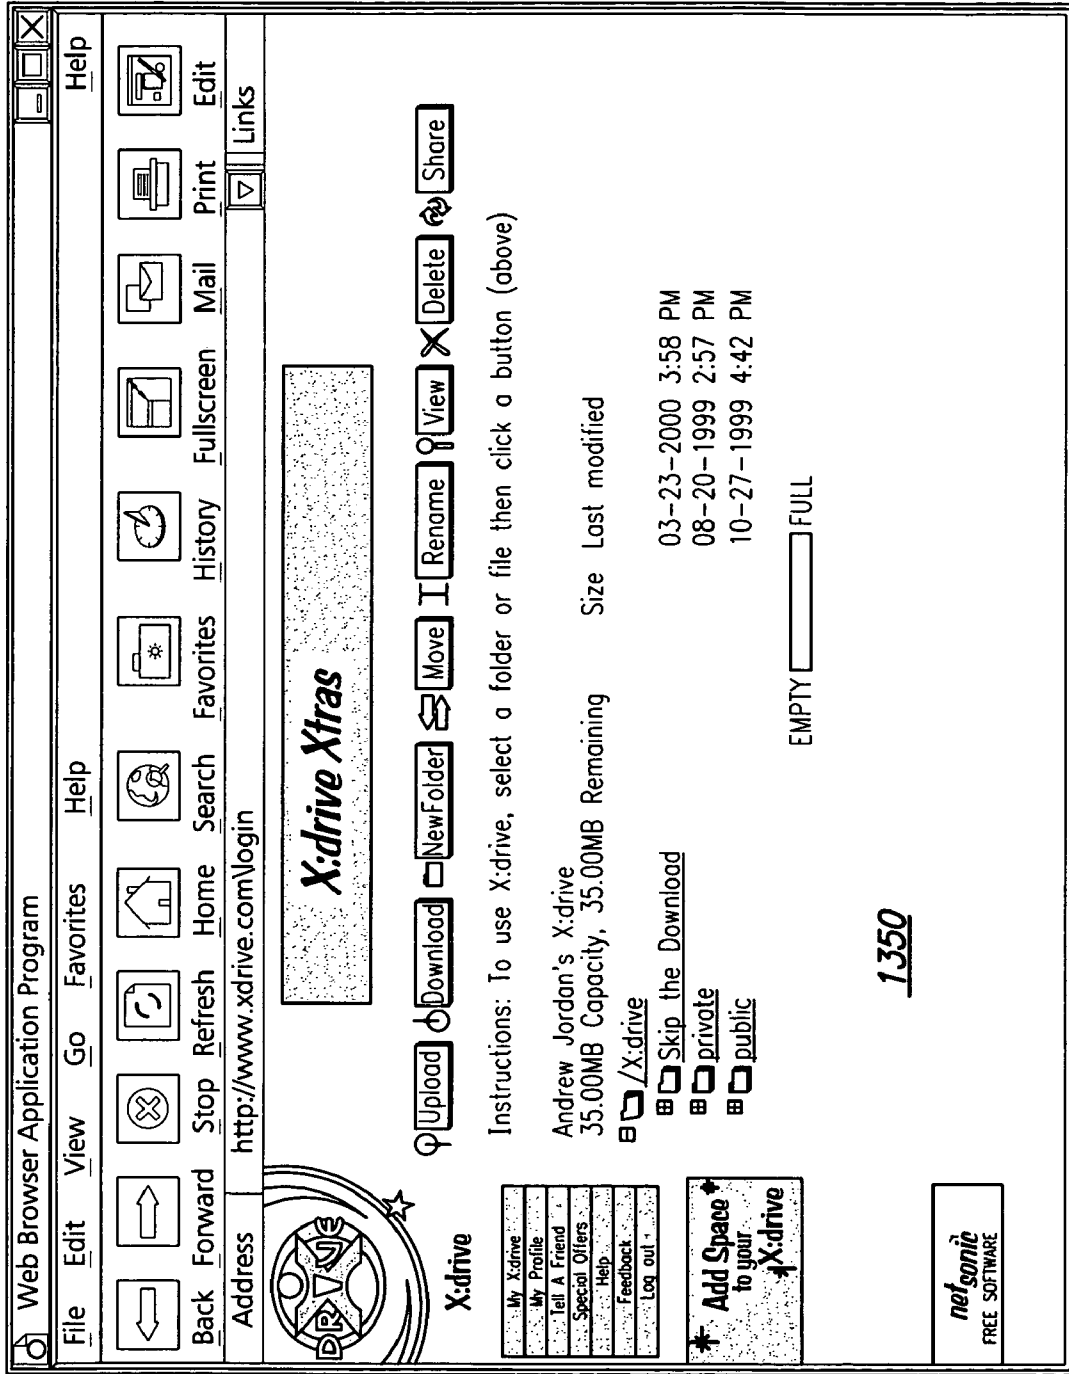 Web Browser Application Program
File Edit View Go Favorites Help Help
Back Forward Stop Refresh Home Search Favorites History Fullscreen Mail Print Edit
Address http://www.xdrive.com\login Links
DRIVE
X:drive Xtras
X:drive
Upload Download NewFolder Move Rename View Delete Share
Instructions: To use X:drive, select a folder or file then click a button (above)
My X:drive
My Profile
Tell A Friend
Special Offers
Help
Feedback
Log out
Andrew Jordan's X:drive
35.00MB Capacity, 35.00MB Remaining Size Last modified
/X:drive
Skip the Download 03-23-2000 3:58 PM
private 08-20-1999 2:57 PM
public 10-27-1999 4:42 PM
Add Space
to your
X:drive
EMPTY FULL
1350
netsonic
FREE SOFTWARE